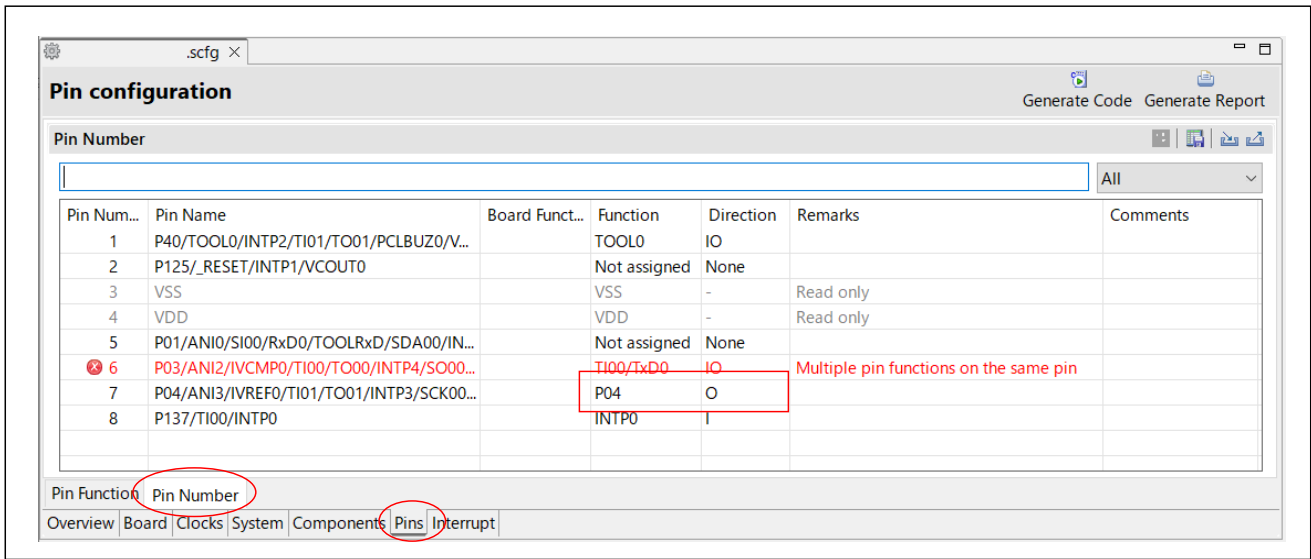 .scfg
Pin configuration
Generate Code Generate Report
Pin Number
All
Pin Num... Pin Name Board Funct... Function Direction Remarks Comments
1 P40/TOOL0/INTP2/TI01/TO01/PCLBUZ0/V... TOOL0 IO
2 P125/_RESET/INTP1/VCOUT0 Not assigned None
3 VSS VSS - Read only
4 VDD VDD - Read only
5 P01/ANI0/SI00/RxD0/TOOLRxD/SDA00/IN... Not assigned None
6 P03/ANI2/IVCMP0/TI00/TO00/INTP4/SO00... TI00/TxD0 IO Multiple pin functions on the same pin
7 P04/ANI3/IVREF0/TI01/TO01/INTP3/SCK00... P04 O
8 P137/TI00/INTP0 INTP0 I
Pin Function Pin Number
Overview Board Clocks System Components Pins Interrupt